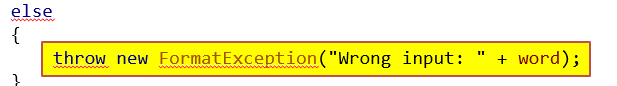 else
{
throw new FormatException("Wrong input: " + word);
}